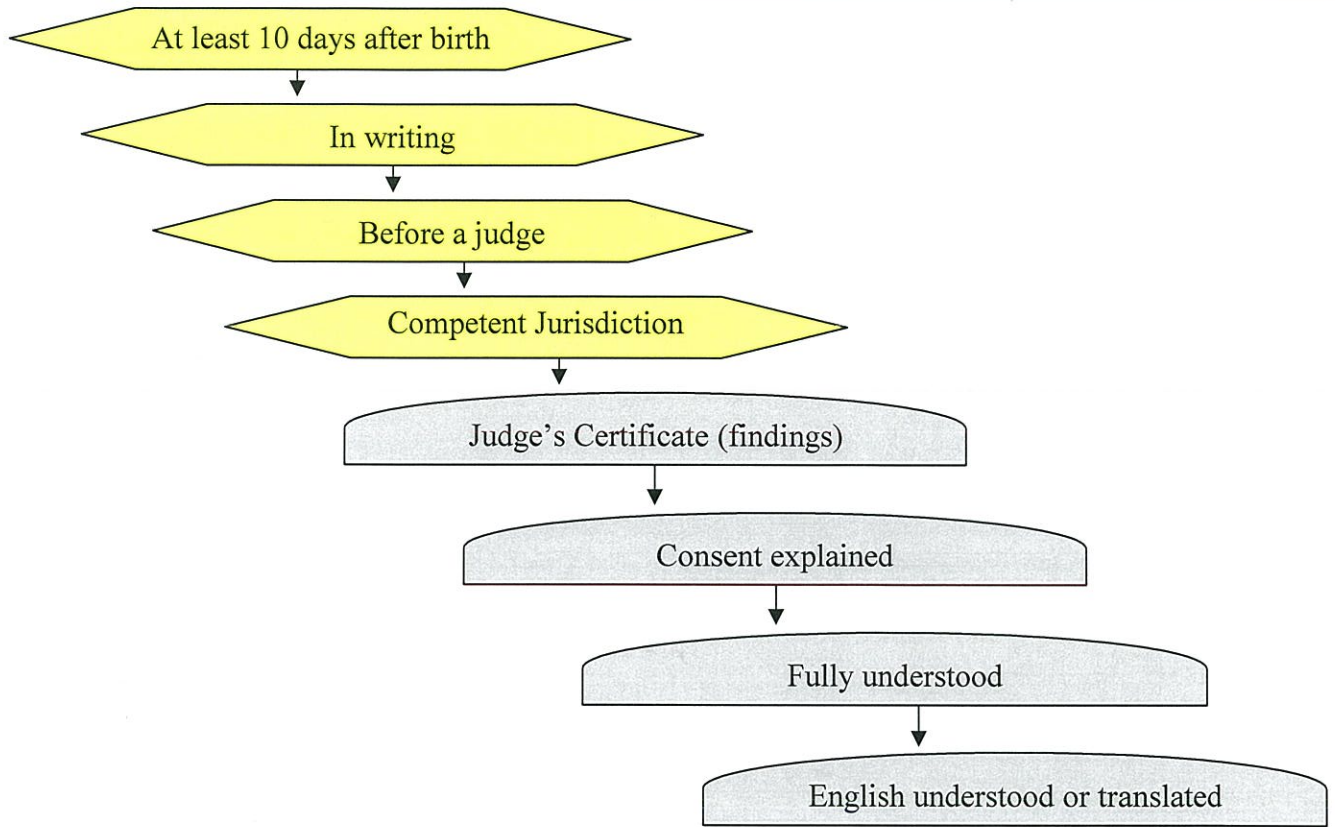 At least 10 days after birth
In writing
Before a judge
Competent Jurisdiction
Judge’s Certificate (findings)
Consent explained
Fully understood
English understood or translated